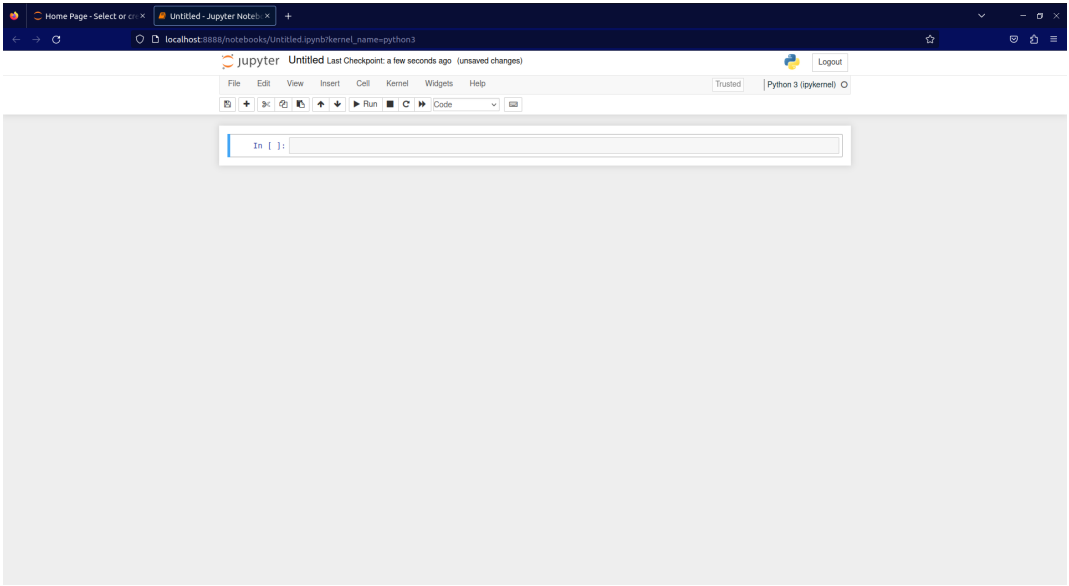 Home Page - Select or cre
Untitled - Jupyter Notebo
localhost:8888/notebooks/Untitled.ipynb?kernel_name=python3
jupyter Untitled Last Checkpoint: a few seconds ago (unsaved changes)
Logout
File Edit View Insert Cell Kernel Widgets Help
Trusted Python 3 (ipykernel)
Run Code
In [ ]: